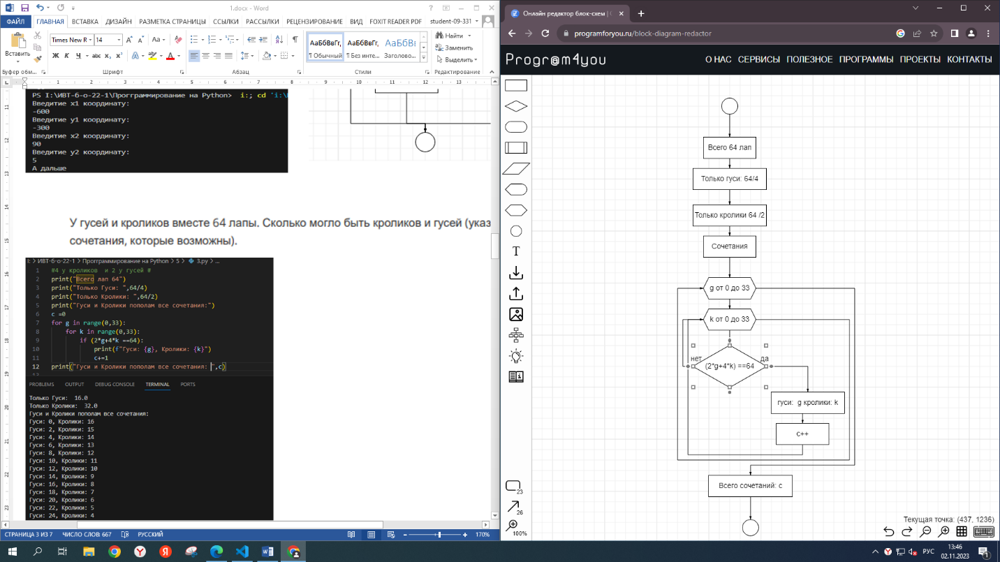 1.docx - Word
ФАЙЛ ГЛАВНАЯ ВСТАВКА ДИЗАЙН РАЗМЕТКА СТРАНИЦЫ ССЫЛКИ РАССЫЛКИ РЕЦЕНЗИРОВАНИЕ ВИД FOXIT READER PDF student-09-331
Вставить
Times New R 14
Ж К Ч abc x₂ x²
АаБбВвГг, АаБбВвГг, АаБбВг
¶ Обычный ¶ Без инте... Заголово...
Найти
Заменить
Выделить
Буфер обм... Шрифт Абзац Стили Редактирование
PS I:\ИВТ-б-о-22-1\Прогграммирование на Python> i:; cd 'i:\
Введитие x1 координату:
-600
Введитие y1 координату:
-300
Введитие x2 координату:
90
Введитие y2 координату:
5
А дальше
У гусей и кроликов вместе 64 лапы. Сколько могло быть кроликов и гусей (указ
сочетания, которые возможны).
I: > ИВТ-б-о-22-1 > Прогграммирование на Python > 5 > 3.py > ...
1 #4 у кроликов и 2 у гусей #
2 print("Всего лап 64")
3 print("Только Гуси: ",64/4)
4 print("Только Кролики: ",64/2)
5 print("Гуси и Кролики пополам все сочетания:")
6 c =0
7 for g in range(0,33):
8 for k in range(0,33):
9 if (2*g+4*k ==64):
10 print(f"Гуси: {g}, Кролики: {k}")
11 c+=1
12 print("Гуси и Кролики пополам все сочетания: ",c)
PROBLEMS OUTPUT DEBUG CONSOLE TERMINAL PORTS
Только Гуси: 16.0
Только Кролики: 32.0
Гуси и Кролики пополам все сочетания:
Гуси: 0, Кролики: 16
Гуси: 2, Кролики: 15
Гуси: 4, Кролики: 14
Гуси: 6, Кролики: 13
Гуси: 8, Кролики: 12
Гуси: 10, Кролики: 11
Гуси: 12, Кролики: 10
Гуси: 14, Кролики: 9
Гуси: 16, Кролики: 8
Гуси: 18, Кролики: 7
Гуси: 20, Кролики: 6
Гуси: 22, Кролики: 5
Гуси: 24, Кролики: 4
СТРАНИЦА 3 ИЗ 7 ЧИСЛО СЛОВ: 667 РУССКИЙ 170%
Онлайн редактор блок-схем | С
programforyou.ru/block-diagram-redactor
Progr@m4you
О НАС СЕРВИСЫ ПОЛЕЗНОЕ ПРОГРАММЫ ПРОЕКТЫ КОНТАКТЫ
T
23
26
100%
Всего 64 лап
Только гуси: 64/4
Только кролики 64 /2
Сочетания
g от 0 до 33
k от 0 до 33
нет да
(2*g+4*k) ==64
гуси: g кролики: k
c++
Всего сочетаний: c
Текущая точка: (437, 1236)
РУС
13:46
02.11.2023
1